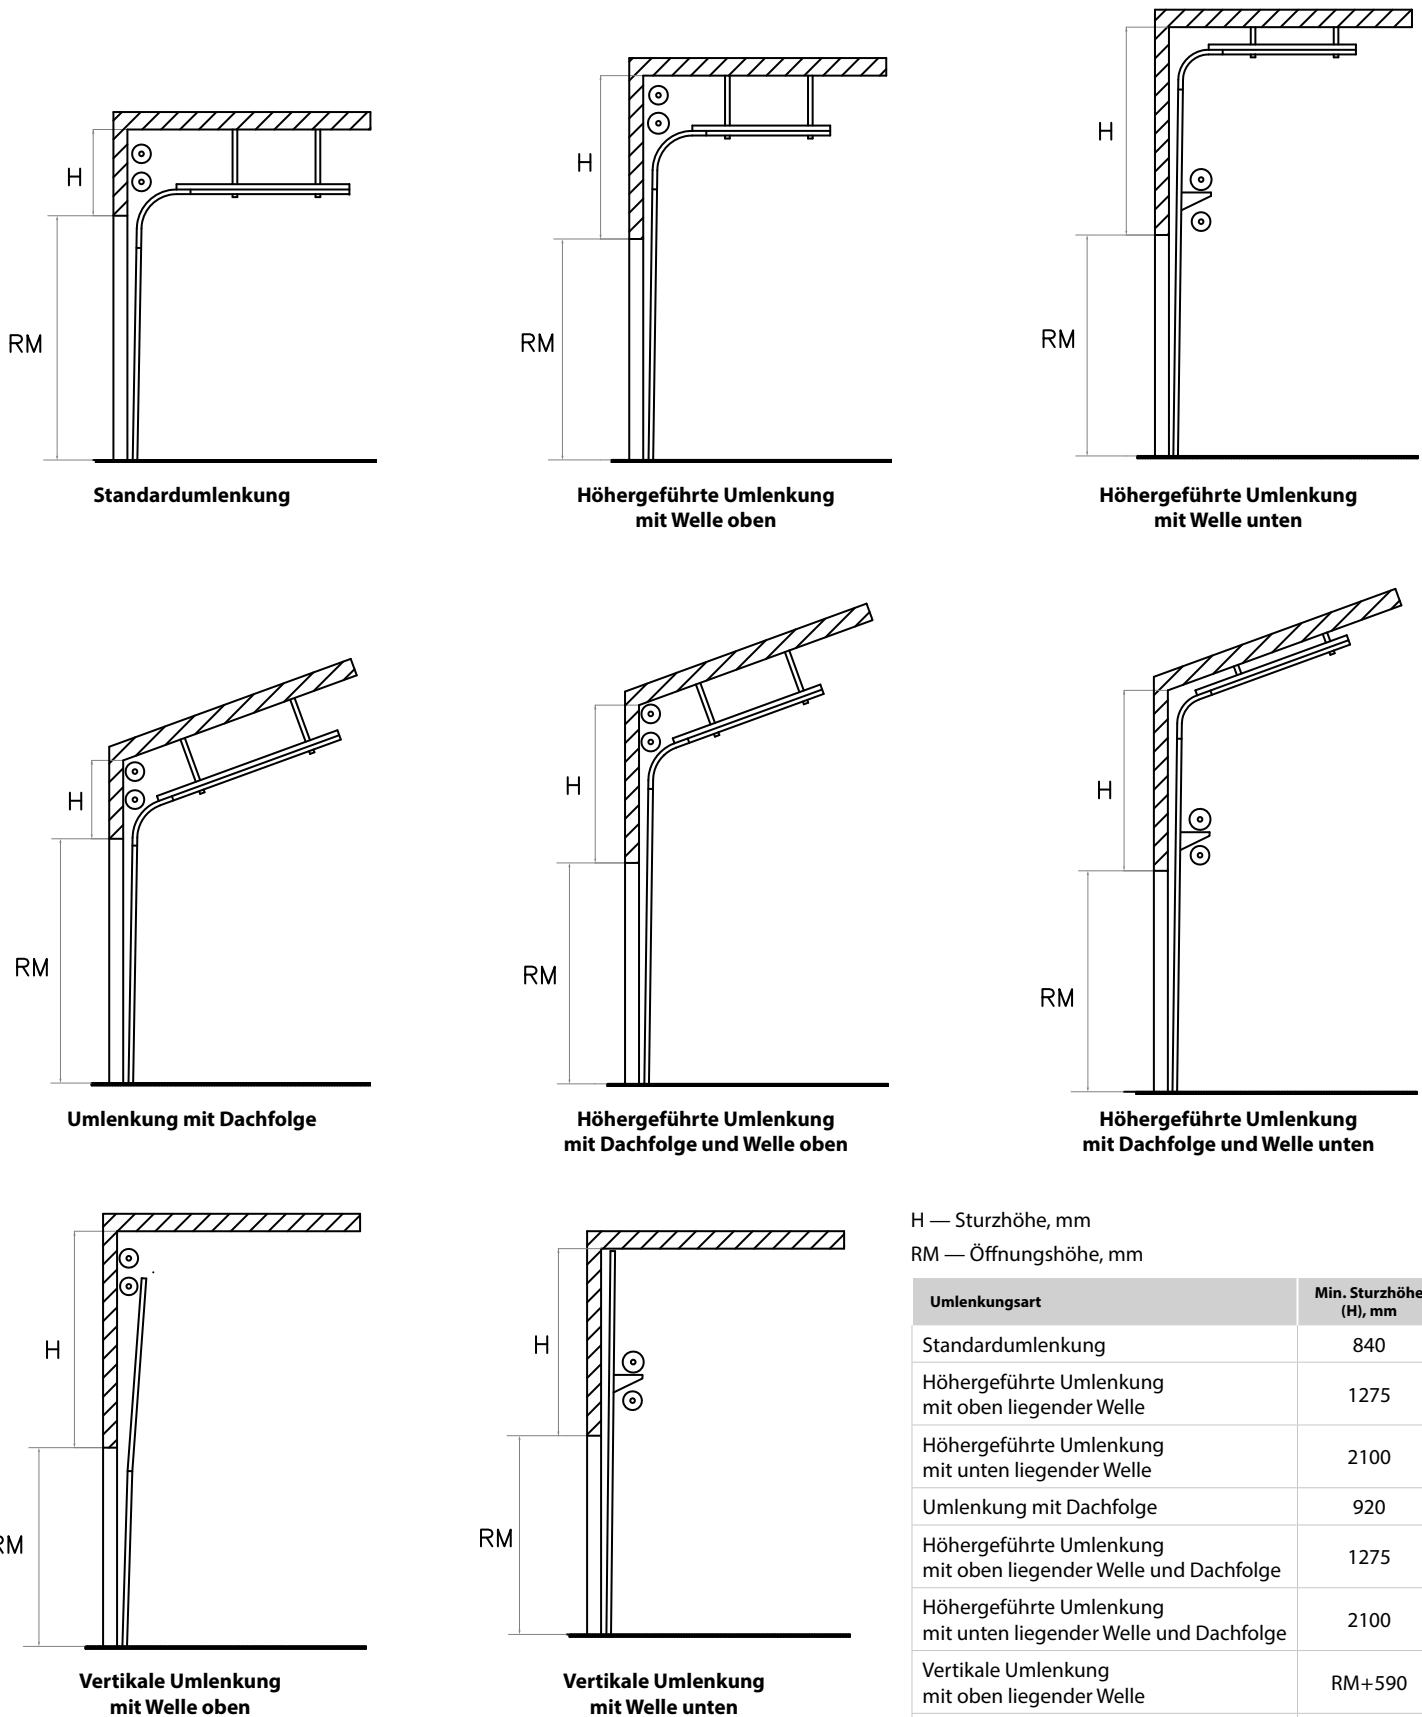 H
RM
Standardumlenkung
H
RM
Höhergeführte Umlenkung
mit Welle oben
H
RM
Höhergeführte Umlenkung
mit Welle unten
H
RM
Umlenkung mit Dachfolge
H
RM
Höhergeführte Umlenkung
mit Dachfolge und Welle oben
H
RM
Höhergeführte Umlenkung
mit Dachfolge und Welle unten
H
RM
Vertikale Umlenkung
mit Welle oben
H
RM
Vertikale Umlenkung
mit Welle unten
H — Sturzhöhe, mm
RM — Öffnungshöhe, mm
Umlenkungsart
Min. Sturzhöhe
(H), mm
Standardumlenkung
840
Höhergeführte Umlenkung
mit oben liegender Welle
1275
Höhergeführte Umlenkung
mit unten liegender Welle
2100
Umlenkung mit Dachfolge
920
Höhergeführte Umlenkung
mit oben liegender Welle und Dachfolge
1275
Höhergeführte Umlenkung
mit unten liegender Welle und Dachfolge
2100
Vertikale Umlenkung
mit oben liegender Welle
RM+590